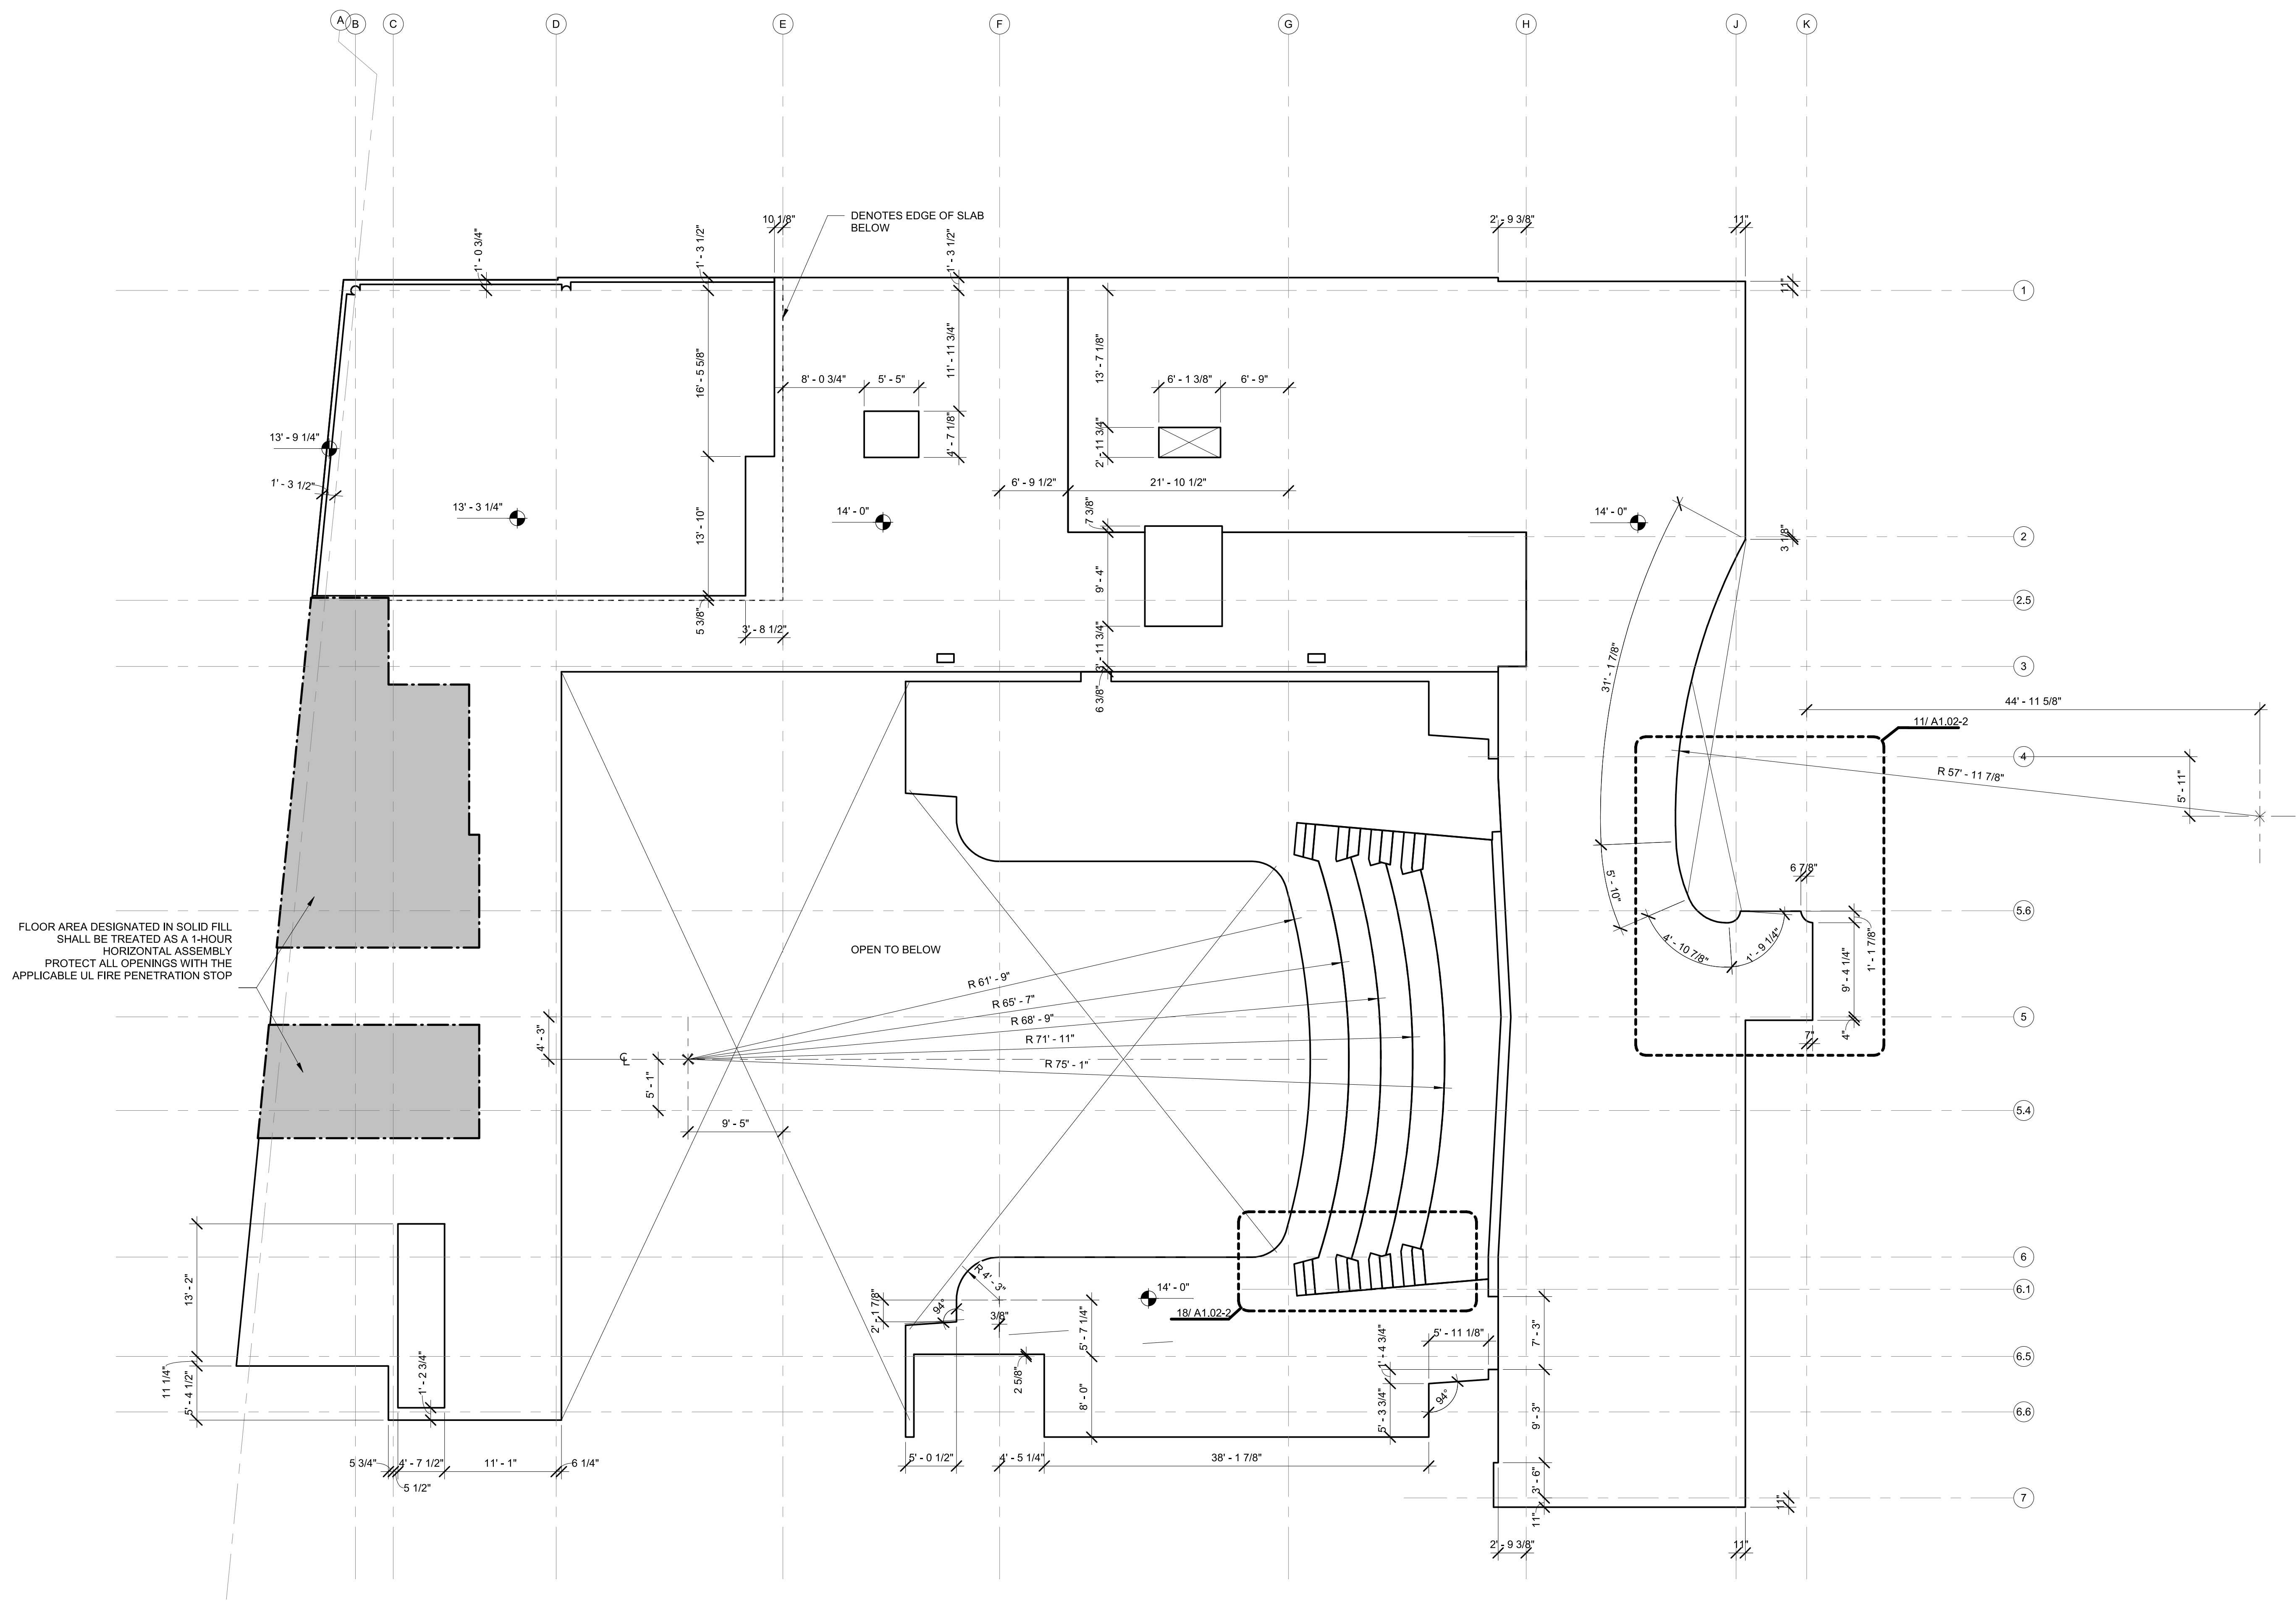 A
B
C
D
E
F
G
H
J
K
10 1/8"
DENOTES EDGE OF SLAB
BELOW
2' - 9 3/8"
11"
1' - 0 3/4"
1' - 3 1/2"
1' - 3 1/2"
11"
1
16' - 5 5/8"
11' - 11 3/4"
13' - 7 1/8"
8' - 0 3/4"
5' - 5"
6' - 1 3/8"
6' - 9"
13' - 9 1/4"
4' - 7 1/8"
2' - 11 3/4"
1' - 3 1/2"
6' - 9 1/2"
21' - 10 1/2"
13' - 3 1/4"
13' - 10"
14' - 0"
7 3/8"
14' - 0"
3 1/8"
2
9' - 4"
2.5
5 3/8"
3' - 8 1/2"
3' - 11 3/4"
3
31' - 1 7/8"
6 3/8"
44' - 11 5/8"
11/ A1.02-2
4
R 57' - 11 7/8"
5' - 11"
6 7/8"
5' - 10"
5.6
FLOOR AREA DESIGNATED IN SOLID FILL
SHALL BE TREATED AS A 1-HOUR
HORIZONTAL ASSEMBLY
PROTECT ALL OPENINGS WITH THE
APPLICABLE UL FIRE PENETRATION STOP
OPEN TO BELOW
4' - 10 7/8"
1' - 9 1/4"
9' - 4 1/4"
1' - 1 7/8"
R 61' - 9"
R 65' - 7"
R 68' - 9"
R 71' - 11"
R 75' - 1"
4' - 3"
5
7"
4"
CL
5' - 1"
5.4
9' - 5"
6
13' - 2"
R 4' - 3"
14' - 0"
6.1
2' - 1 7/8"
94°
3/8"
18/ A1.02-2
5' - 7 1/4"
5' - 11 1/8"
7' - 3"
1' - 4 3/4"
6.5
11 1/4"
5' - 4 1/2"
1' - 2 3/4"
2 5/8"
8' - 0"
5' - 3 3/4"
94°
9' - 3"
6.6
5 3/4"
4' - 7 1/2"
11' - 1"
6 1/4"
5 1/2"
5' - 0 1/2"
4' - 5 1/4"
38' - 1 7/8"
3' - 6"
11"
11"
7
2' - 9 3/8"
11"